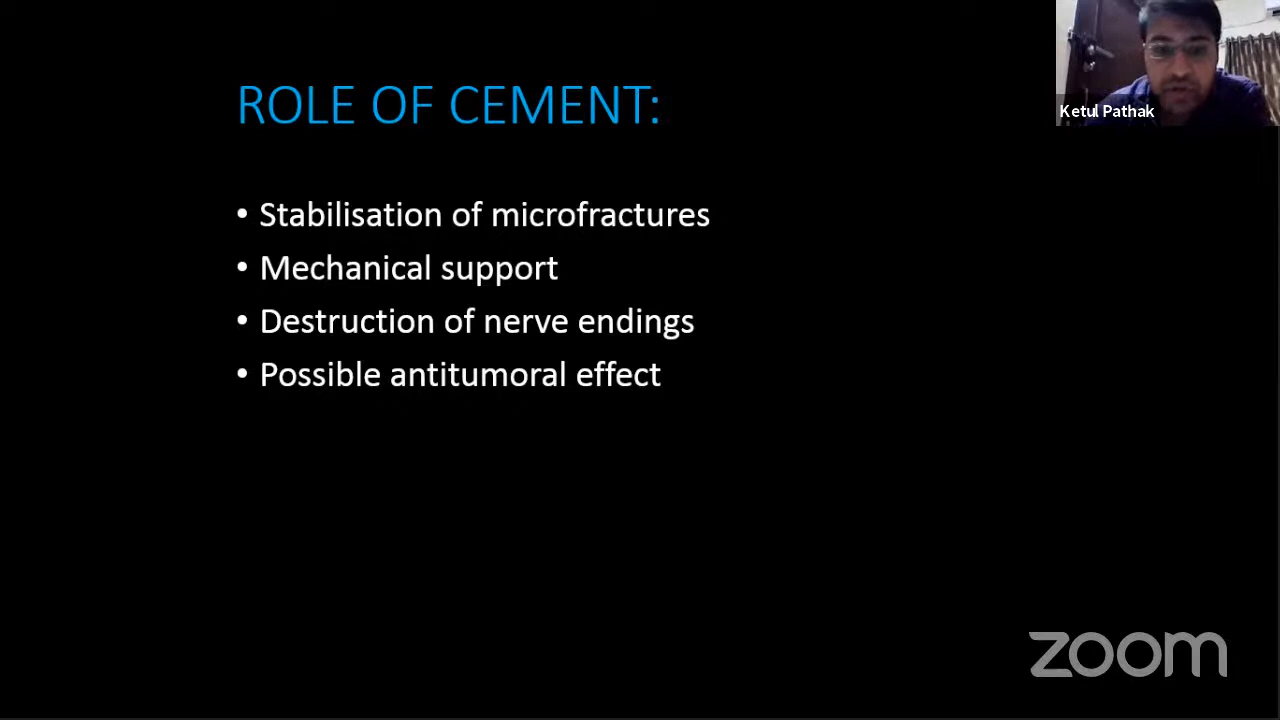 ROLE OF CEMENT:
Ketul Pathak
• Stabilisation of microfractures
• Mechanical support
• Destruction of nerve endings
• Possible antitumoral effect
zoom